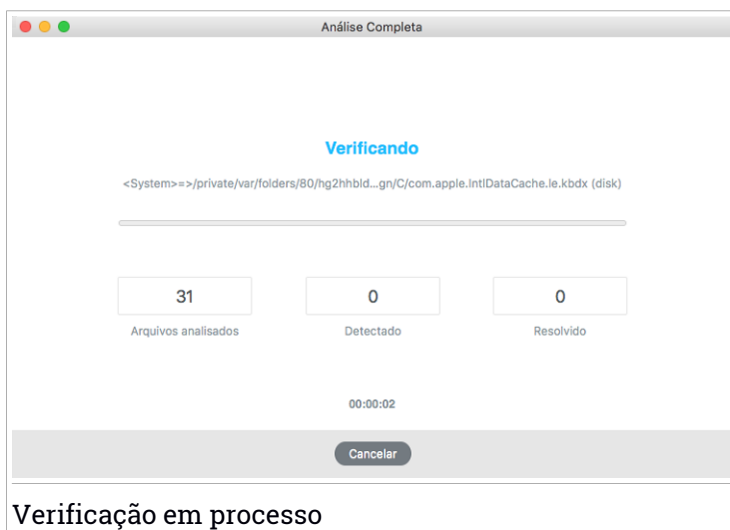 Análise Completa
Verificando
<System>=>/private/var/folders/80/hg2hhbld...gn/C/com.apple.IntlDataCache.le.kbdx (disk)
31
0
0
Arquivos analisados
Detectado
Resolvido
00:00:02
Cancelar
Verificação em processo